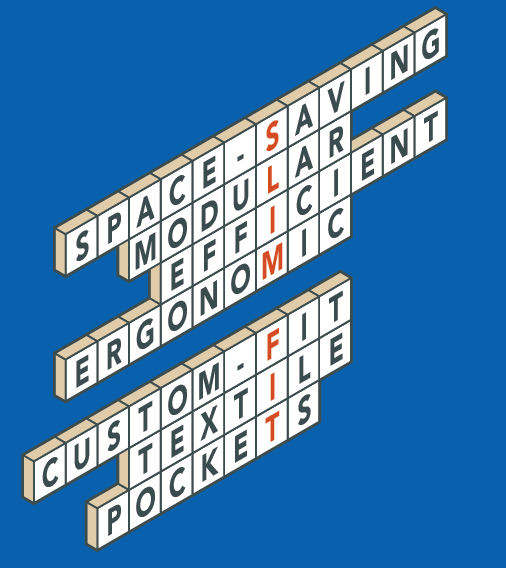 SPACE-SAVING
MODULAR
EFFICIENT
ERGONOMIC
CUSTOM-FIT
TEXTILE
POCKETS